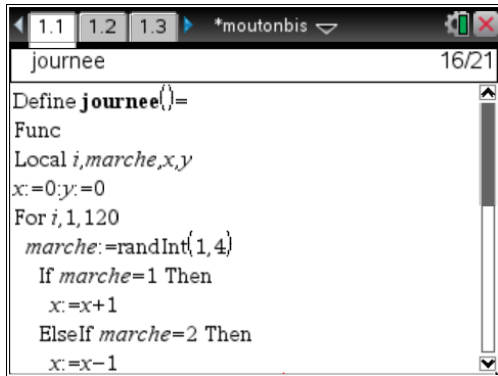 1.1 1.2 1.3 *moutonbis
journee 16/21
Define journee()=
Func
Local i,marche,x,y
x:=0:y:=0
For i,1,120
marche:=randInt(1,4)
If marche=1 Then
x:=x+1
ElseIf marche=2 Then
x:=x−1